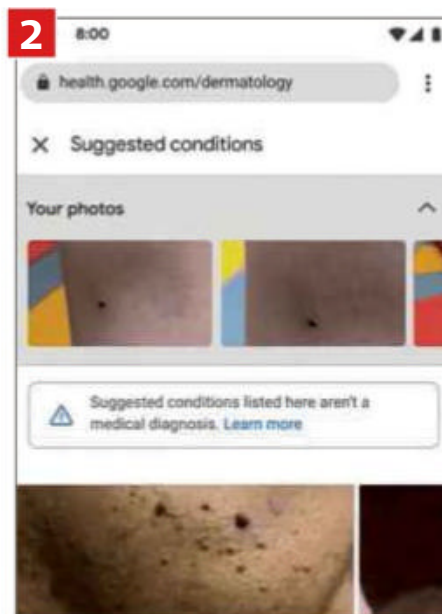 2
8:00
health.google.com/dermatology
Suggested conditions
Your photos
Suggested conditions listed here aren't a
medical diagnosis. Learn more